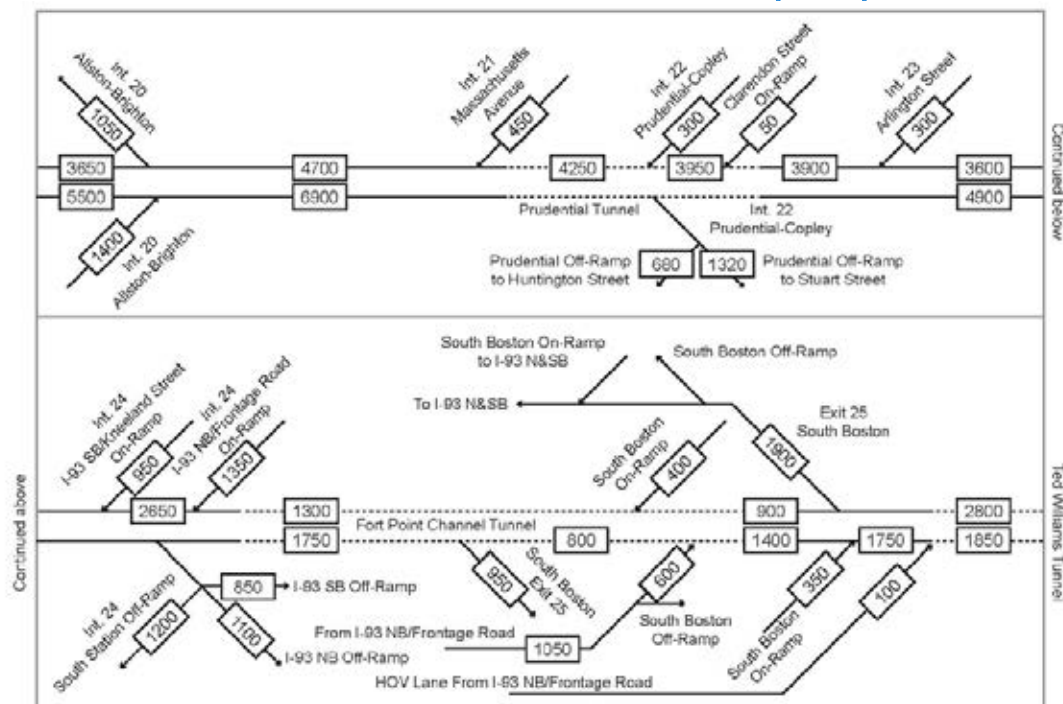 Int. 20
Allston-Brighton
1050
Int. 21
Massachusetts
Avenue
450
Int. 22
Prudential-Copley
300
Clarendon Street
On-Ramp
50
Int. 23
Arlington Street
300
3650
4700
4250
3950
3900
3600
5500
6900
4900
Prudential Tunnel
Int. 22
Prudential-Copley
1400
Int. 20
Allston-Brighton
Prudential Off-Ramp
to Huntington Street
680
1320
Prudential Off-Ramp
to Stuart Street
Continued below
South Boston On-Ramp
to I-93 N&SB
South Boston Off-Ramp
To I-93 N&SB
Int. 24
I-93 SB/Kneeland Street
On-Ramp
950
Int. 24
I-93 NB/Frontage Road
On-Ramp
1350
South Boston
On-Ramp
400
1900
Exit 25
South Boston
2650
1300
900
2800
Fort Point Channel Tunnel
1750
800
1400
1750
1850
Continued above
Ted Williams Tunnel
850
I-93 SB Off-Ramp
Int. 24
South Station Off-Ramp
1200
1100
I-93 NB Off-Ramp
950
South Boston
Exit 25
600
South Boston
Off-Ramp
From I-93 NB/Frontage Road
1050
350
South Boston
On-Ramp
100
HOV Lane From I-93 NB/Frontage Road